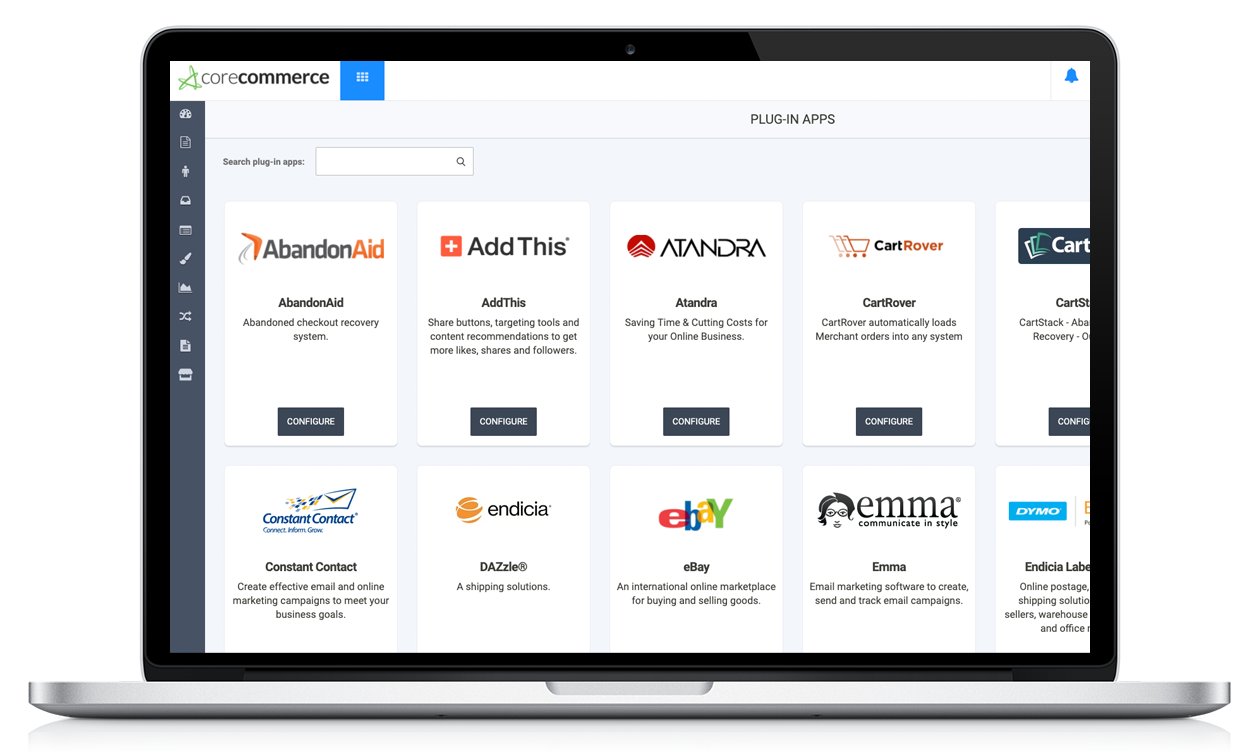 corecommerce
PLUG-IN APPS
Search plug-in apps:
AbandonAid
AddThis®
ATANDRA
CartRover
Cart
AbandonAid
Abandoned checkout recovery
system.
CONFIGURE
AddThis
Share buttons, targeting tools and
content recommendations to get
more likes, shares and followers.
CONFIGURE
Atandra
Saving Time & Cutting Costs for
your Online Business.
CONFIGURE
CartRover
CartRover automatically loads
Merchant orders into any system
CONFIGURE
CartSt
CartStack - Aba
Recovery - O
CONFIG
Constant Contact®
Connect. Inform. Grow.
Constant Contact
Create effective email and online
marketing campaigns to meet your
business goals.
endicia®
DAZzle®
A shipping solutions.
ebaY
eBay
An international online marketplace
for buying and selling goods.
emma®
communicate in style
Emma
Email marketing software to create,
send and track email campaigns.
DYMO
Endicia Labe
Online postage,
shipping solutio
sellers, warehouse
and office